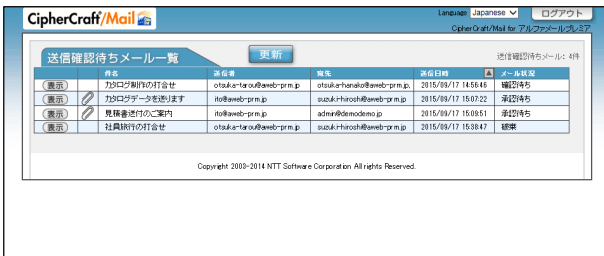 CipherCraft/Mail
Language Japanese ログアウト
CipherCraft/Mail for アルファメールプレミア
送信確認待ちメール一覧 更新 送信確認待ちメール: 4件
件名 送信者 宛先 送信日時 メール状況
表示 カタログ制作の打合せ otsuka-tarou@aweb-prm.jp otsuka-hanako@aweb-prm.jp, 2015/09/17 14:56:46 確認待ち
表示 カタログデータを送ります ito@aweb-prm.jp suzuki-hiroshi@aweb-prm.jp 2015/09/17 15:07:22 承認待ち
表示 見積書送付のご案内 ito@aweb-prm.jp admin@demodemo.jp 2015/09/17 15:09:51 承認待ち
表示 社員旅行の打合せ otsuka-tarou@aweb-prm.jp suzuki-hiroshi@aweb-prm.jp 2015/09/17 15:38:47 破棄
Copyright 2003-2014 NTT Software Corporation All rights Reserved.